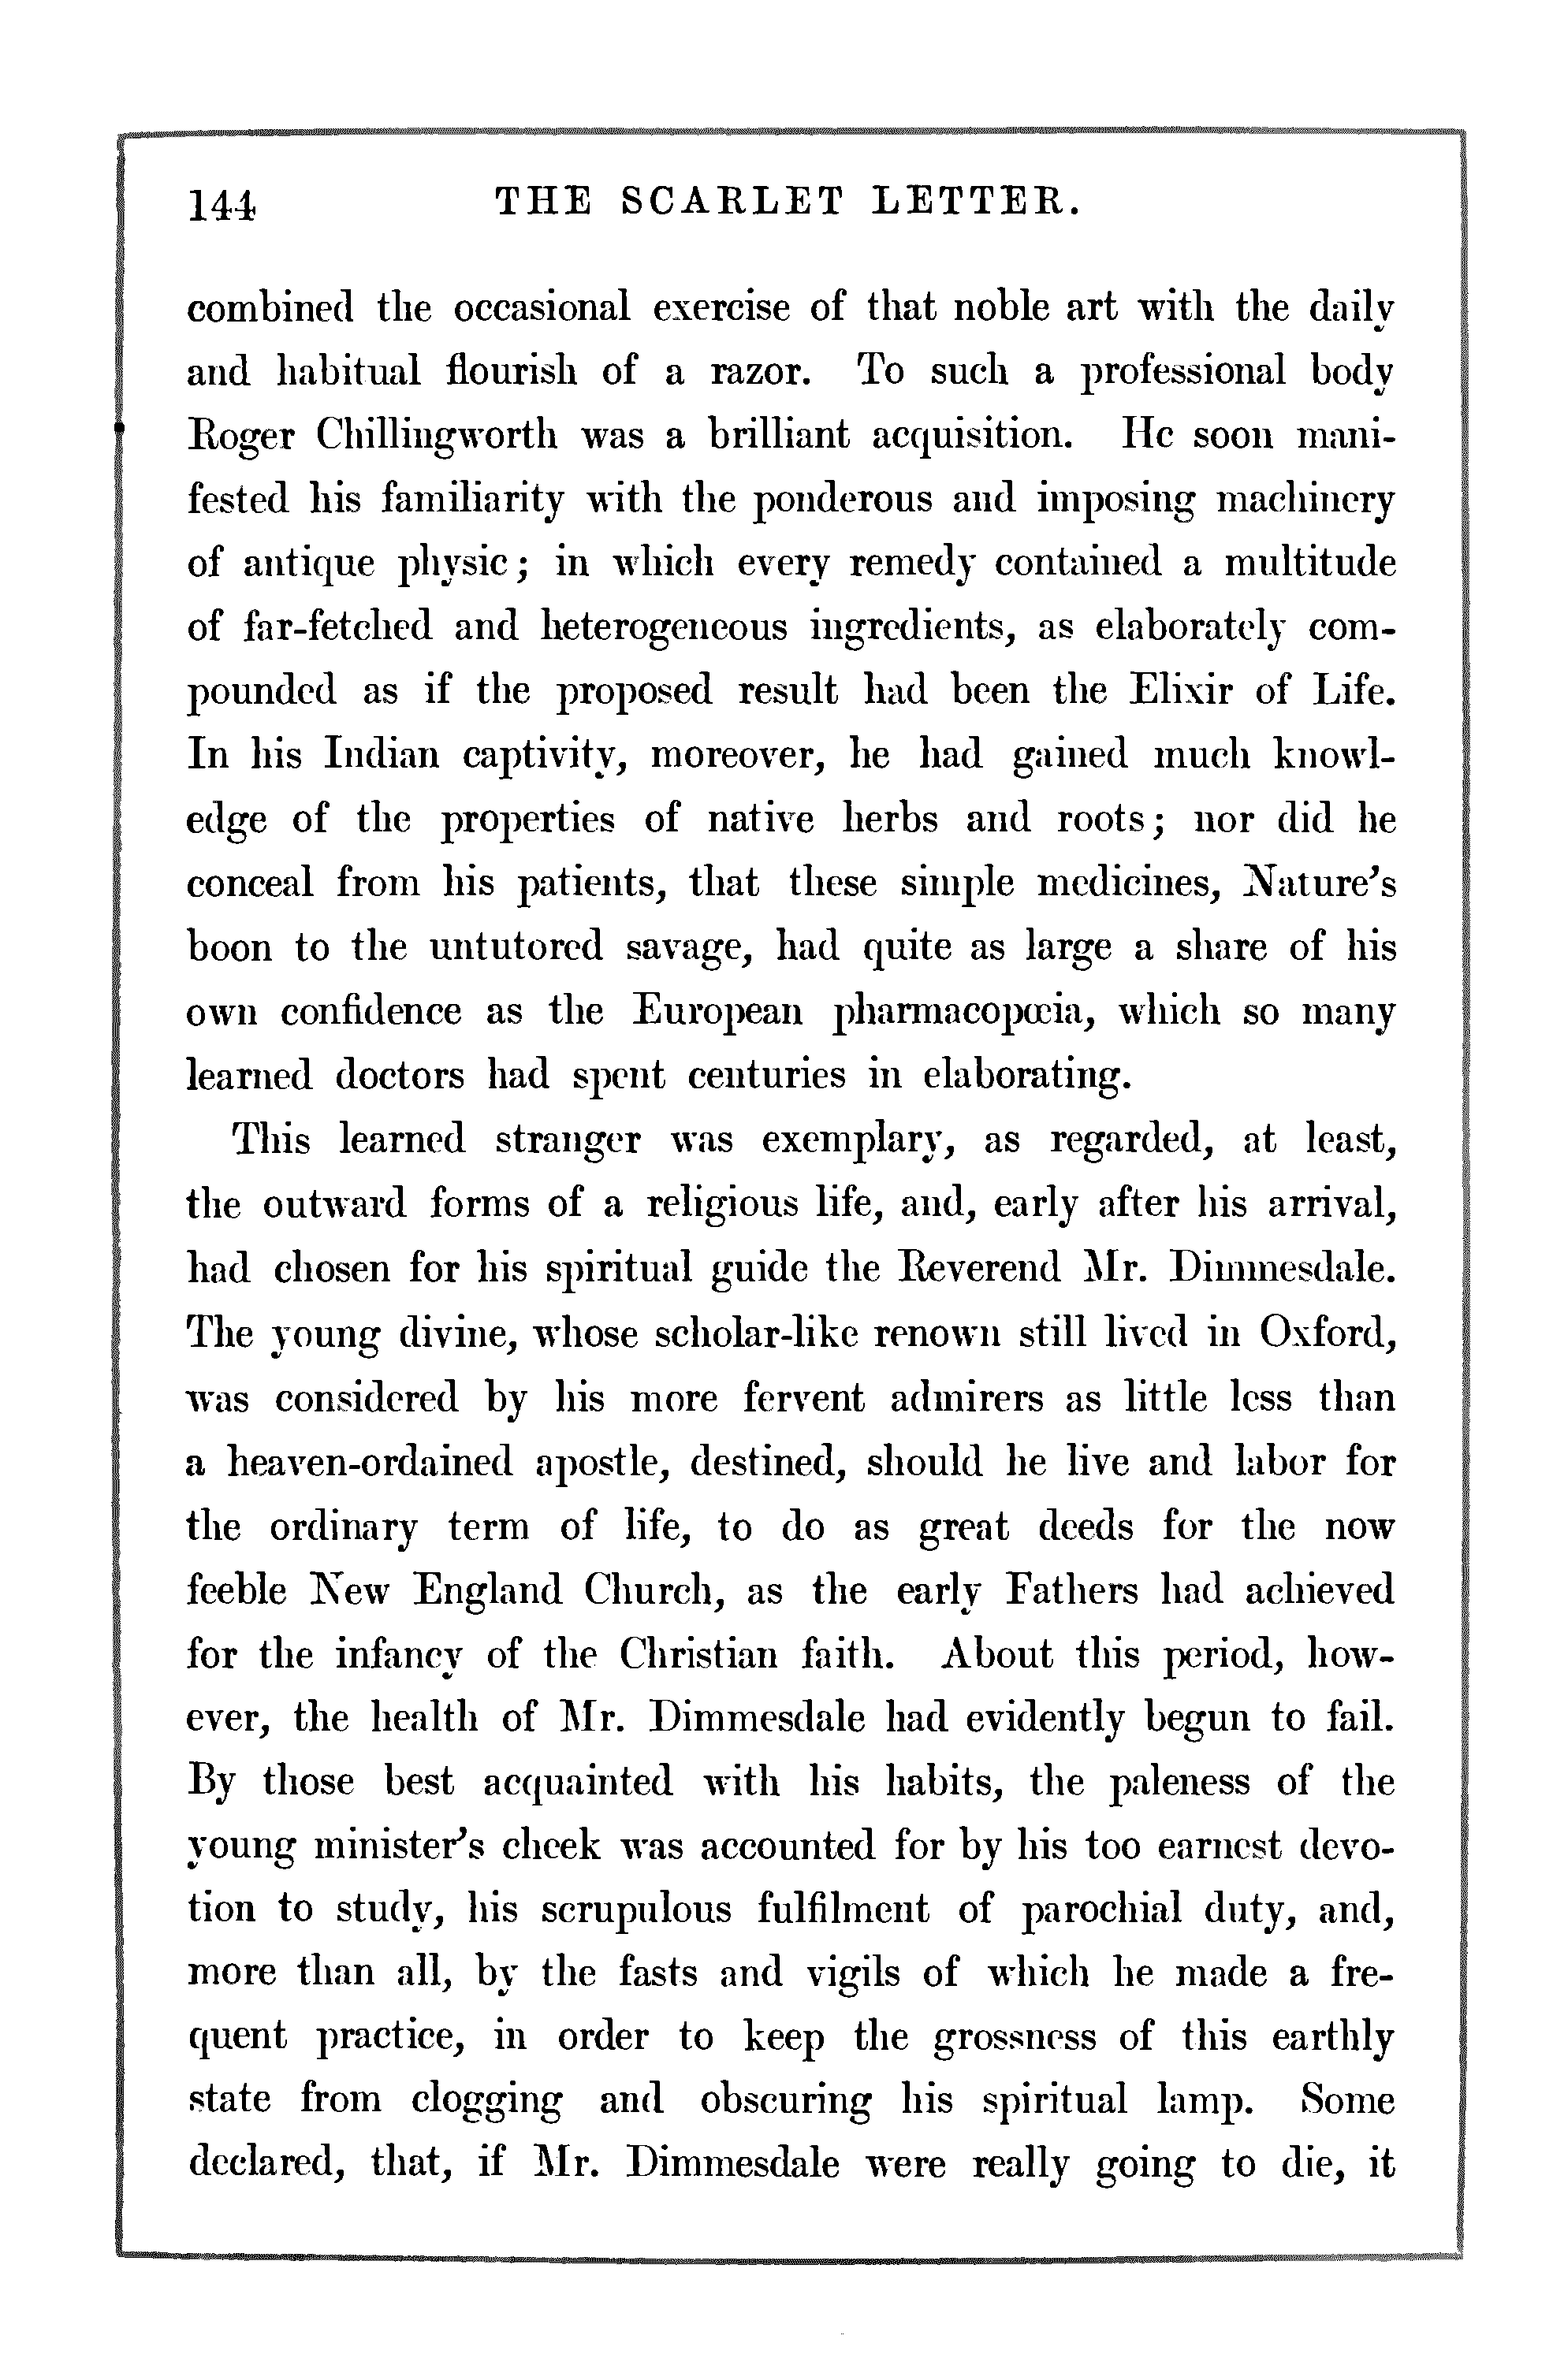 144 THE SCARLET LETTER.
combined the occasional exercise of that noble art with the daily
and habitual flourish of a razor. To such a professional body
Roger Chillingworth was a brilliant acquisition. He soon mani-
fested his familiarity with the ponderous and imposing machinery
of antique physic; in which every remedy contained a multitude
of far-fetched and heterogeneous ingredients, as elaborately com-
pounded as if the proposed result had been the Elixir of Life.
In his Indian captivity, moreover, he had gained much knowl-
edge of the properties of native herbs and roots; nor did he
conceal from his patients, that these simple medicines, Nature's
boon to the untutored savage, had quite as large a share of his
own confidence as the European pharmacopœia, which so many
learned doctors had spent centuries in elaborating.
This learned stranger was exemplary, as regarded, at least,
the outward forms of a religious life, and, early after his arrival,
had chosen for his spiritual guide the Reverend Mr. Dimmesdale.
The young divine, whose scholar-like renown still lived in Oxford,
was considered by his more fervent admirers as little less than
a heaven-ordained apostle, destined, should he live and labor for
the ordinary term of life, to do as great deeds for the now
feeble New England Church, as the early Fathers had achieved
for the infancy of the Christian faith. About this period, how-
ever, the health of Mr. Dimmesdale had evidently begun to fail.
By those best acquainted with his habits, the paleness of the
young minister's cheek was accounted for by his too earnest devo-
tion to study, his scrupulous fulfilment of parochial duty, and,
more than all, by the fasts and vigils of which he made a fre-
quent practice, in order to keep the grossness of this earthly
state from clogging and obscuring his spiritual lamp. Some
declared, that, if Mr. Dimmesdale were really going to die, it